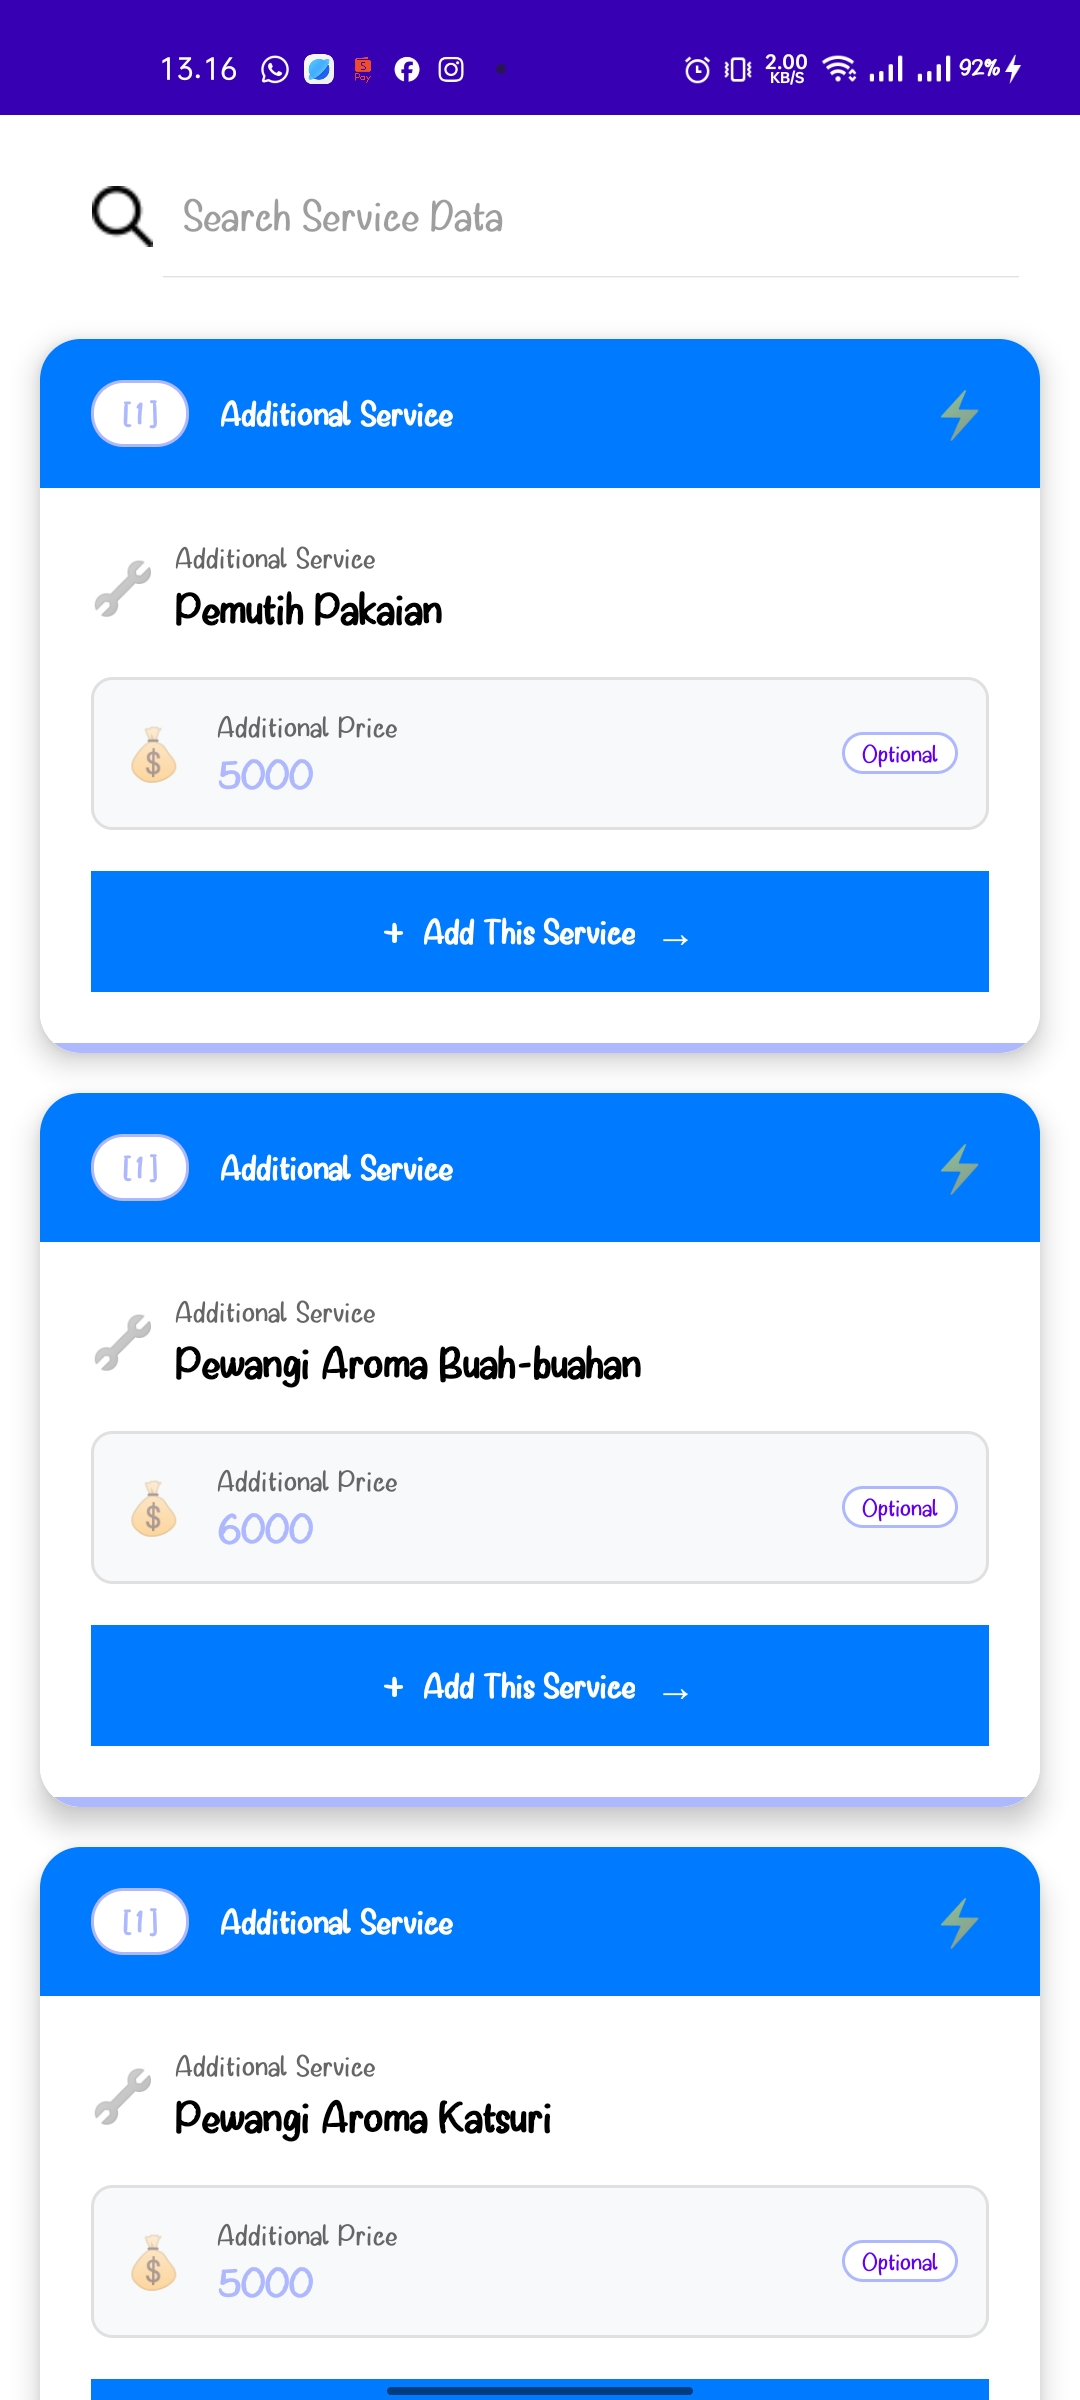 13.16 5 Pay 2.00 KB/S 92%
Search Service Data
[1] Additional Service
Additional Service
Pemutih Pakaian
Additional Price
$ 5000
Optional
+ Add This Service →
[1] Additional Service
Additional Service
Pewangi Aroma Buah-buahan
Additional Price
$ 6000
Optional
+ Add This Service →
[1] Additional Service
Additional Service
Pewangi Aroma Katsuri
Additional Price
$ 5000
Optional